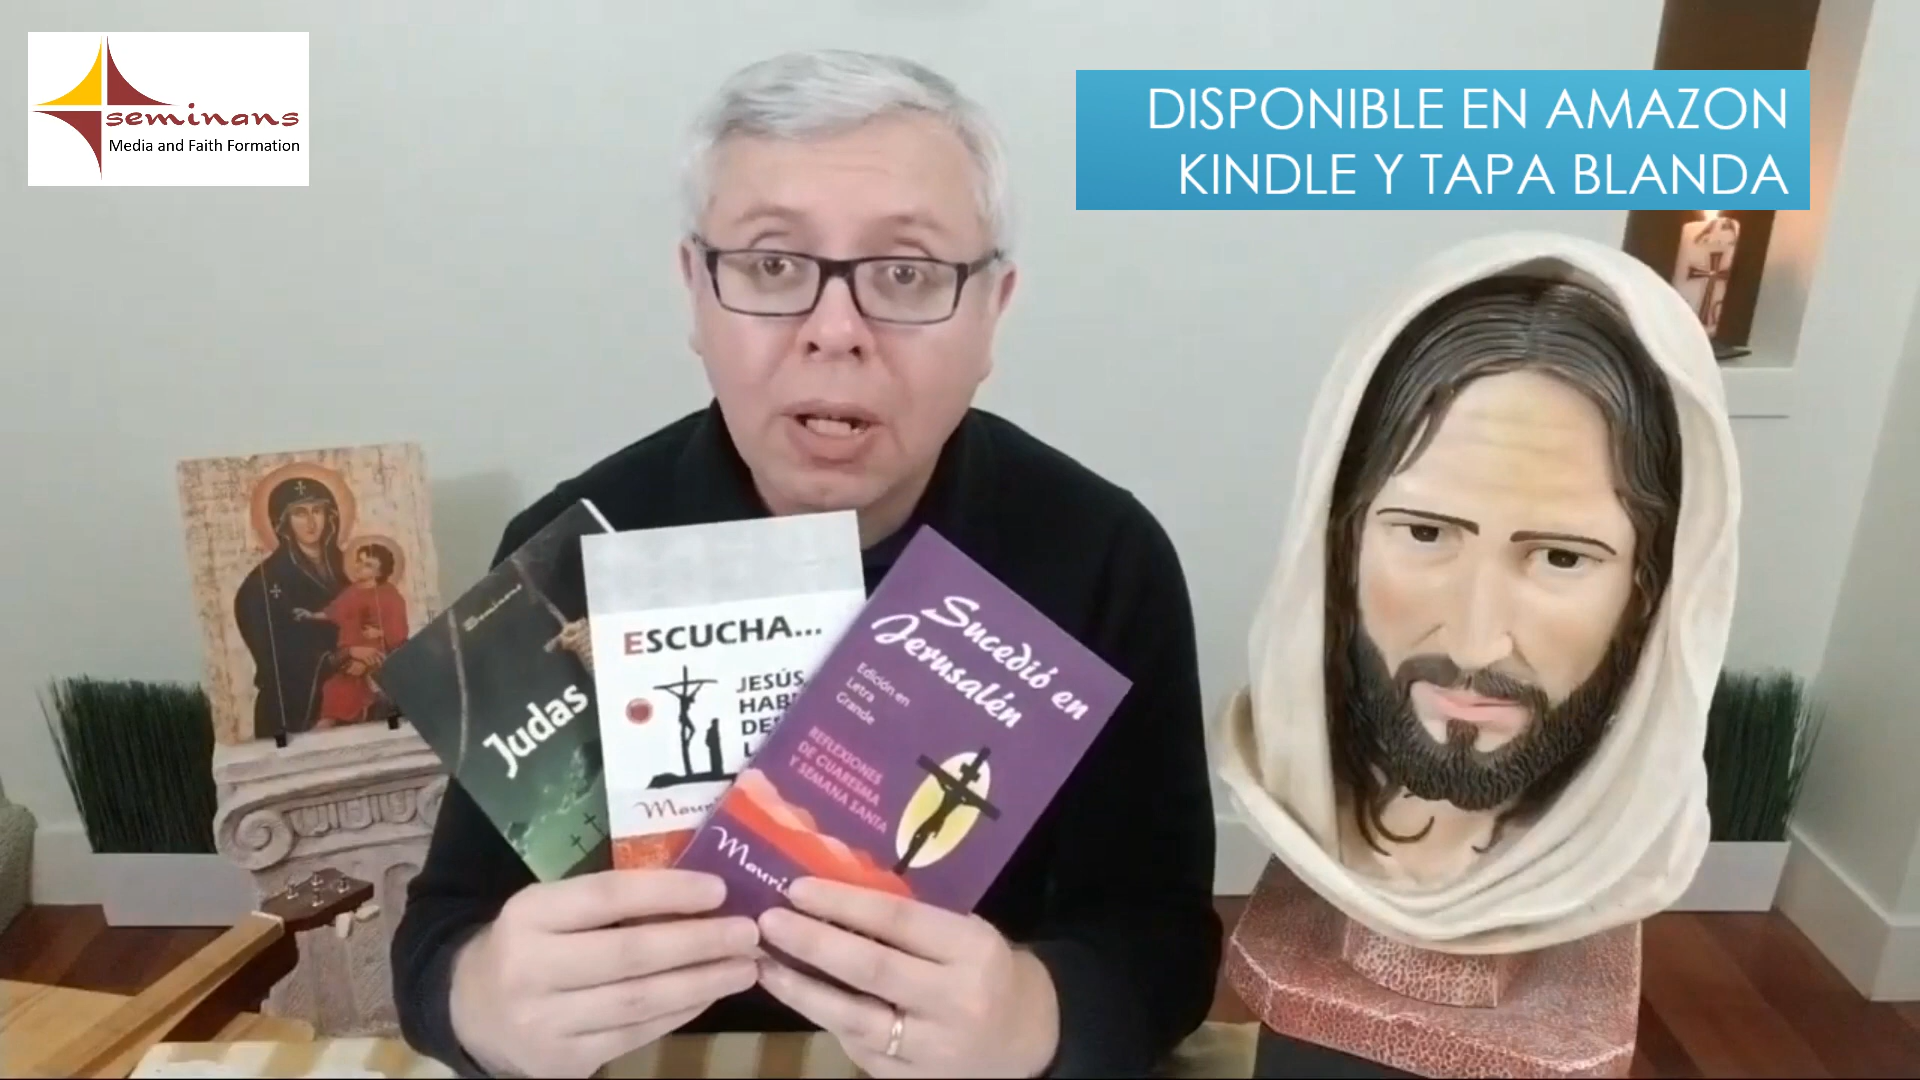 seminans
Media and Faith Formation
DISPONIBLE EN AMAZON
KINDLE Y TAPA BLANDA
Seminans
Judas
ESCUCHA...
JESÚS
Sucedió en
Jerusalén
Edición en
Letra
Grande
REFLEXIONES
DE CUARESMA
Y SEMANA SANTA